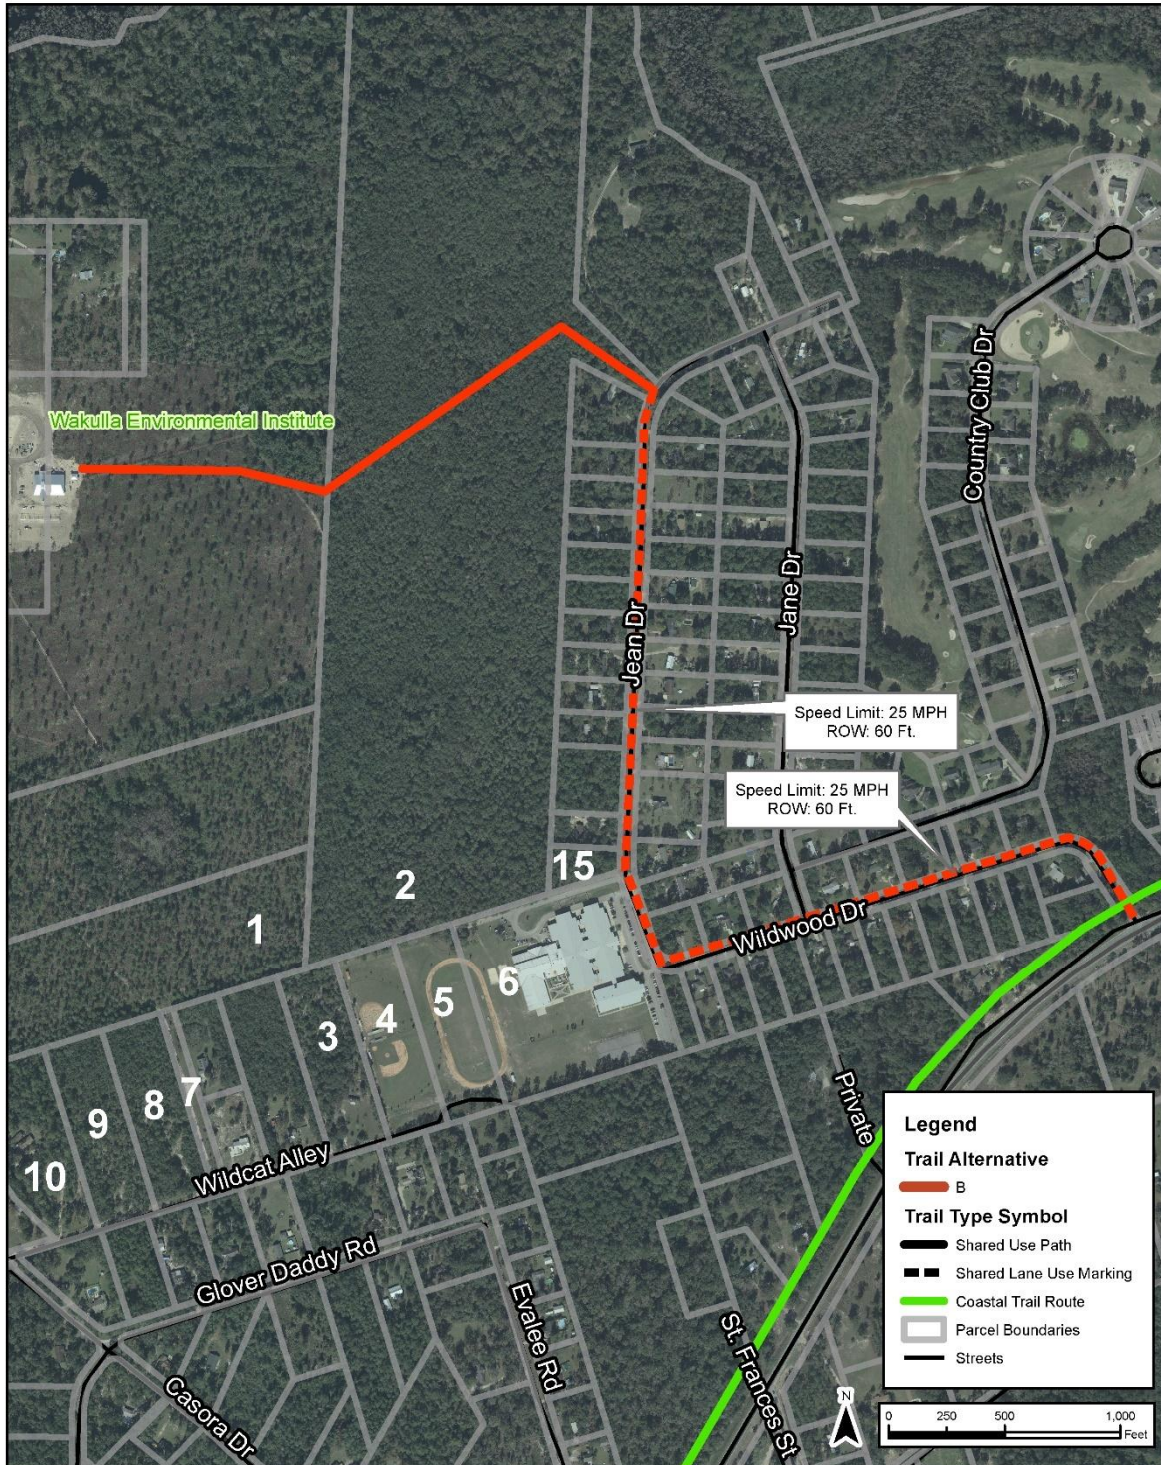 Wakulla Environmental Institute
Country Club Dr
Jane Dr
Jean Dr
Speed Limit: 25 MPH
ROW: 60 Ft.
Speed Limit: 25 MPH
ROW: 60 Ft.
15
2
1
Wildwood Dr
6
5
4
3
7
8
9
10
Wildcat Alley
Private
Glover Daddy Rd
Evalee Rd
St. Frances St
Casora Dr
Legend
Trail Alternative
B
Trail Type Symbol
Shared Use Path
Shared Lane Use Marking
Coastal Trail Route
Parcel Boundaries
Streets
N
0 250 500 1,000
Feet